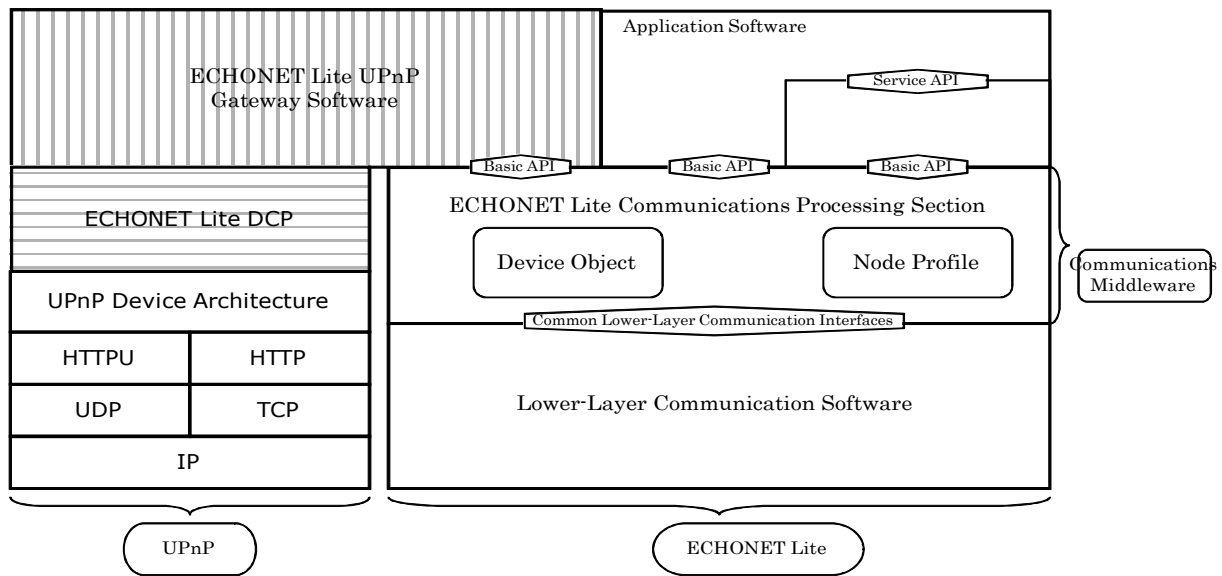 Application Software
ECHONET Lite UPnP
Gateway Software
Service API
Basic API
Basic API
Basic API
ECHONET Lite DCP
ECHONET Lite Communications Processing Section
Device Object
Node Profile
Communications
Middleware
UPnP Device Architecture
Common Lower-Layer Communication Interfaces
HTTPU
HTTP
UDP
TCP
Lower-Layer Communication Software
IP
UPnP
ECHONET Lite